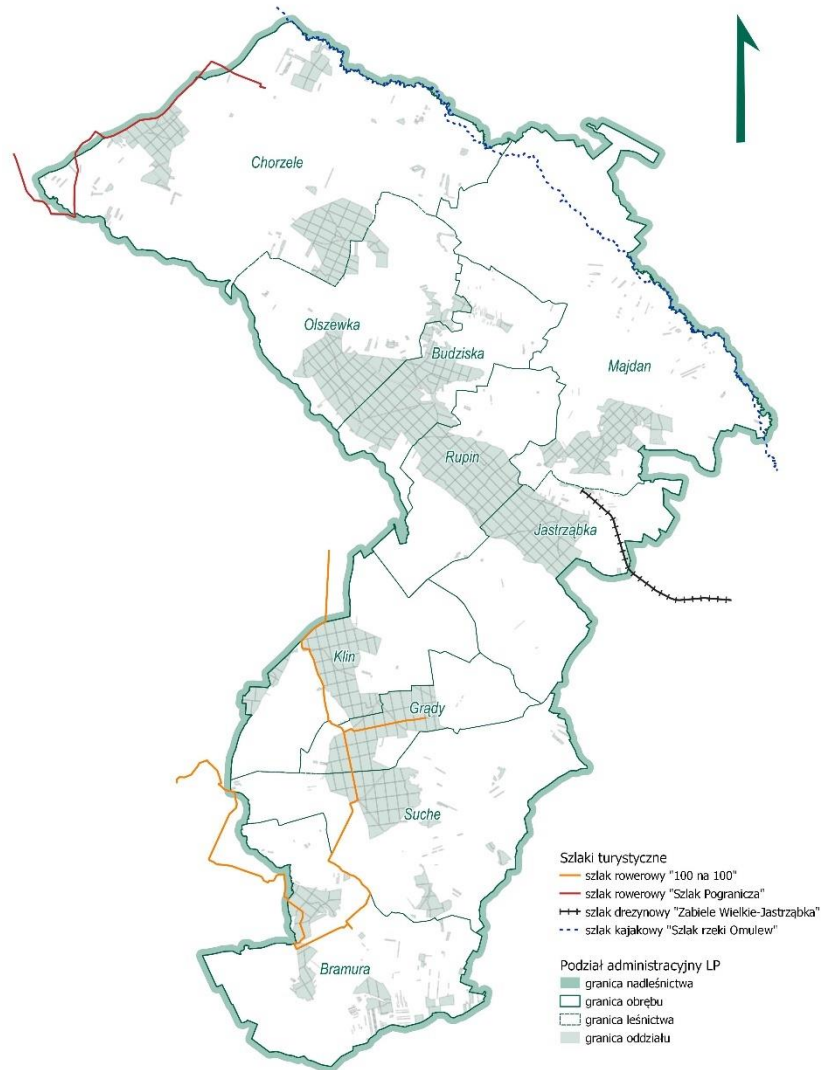 Chorzele
Olszewka
Budziska
Majdan
Rupin
Jastrząbka
Klin
Grądy
Suche
Bramura
Szlaki turystyczne
szlak rowerowy "100 na 100"
szlak rowerowy "Szlak Pogranicza"
szlak drezynowy "Zabiele Wielkie-Jastrząbka"
szlak kajakowy "Szlak rzeki Omulew"
Podział administracyjny LP
granica nadleśnictwa
granica obrębu
granica leśnictwa
granica oddziału